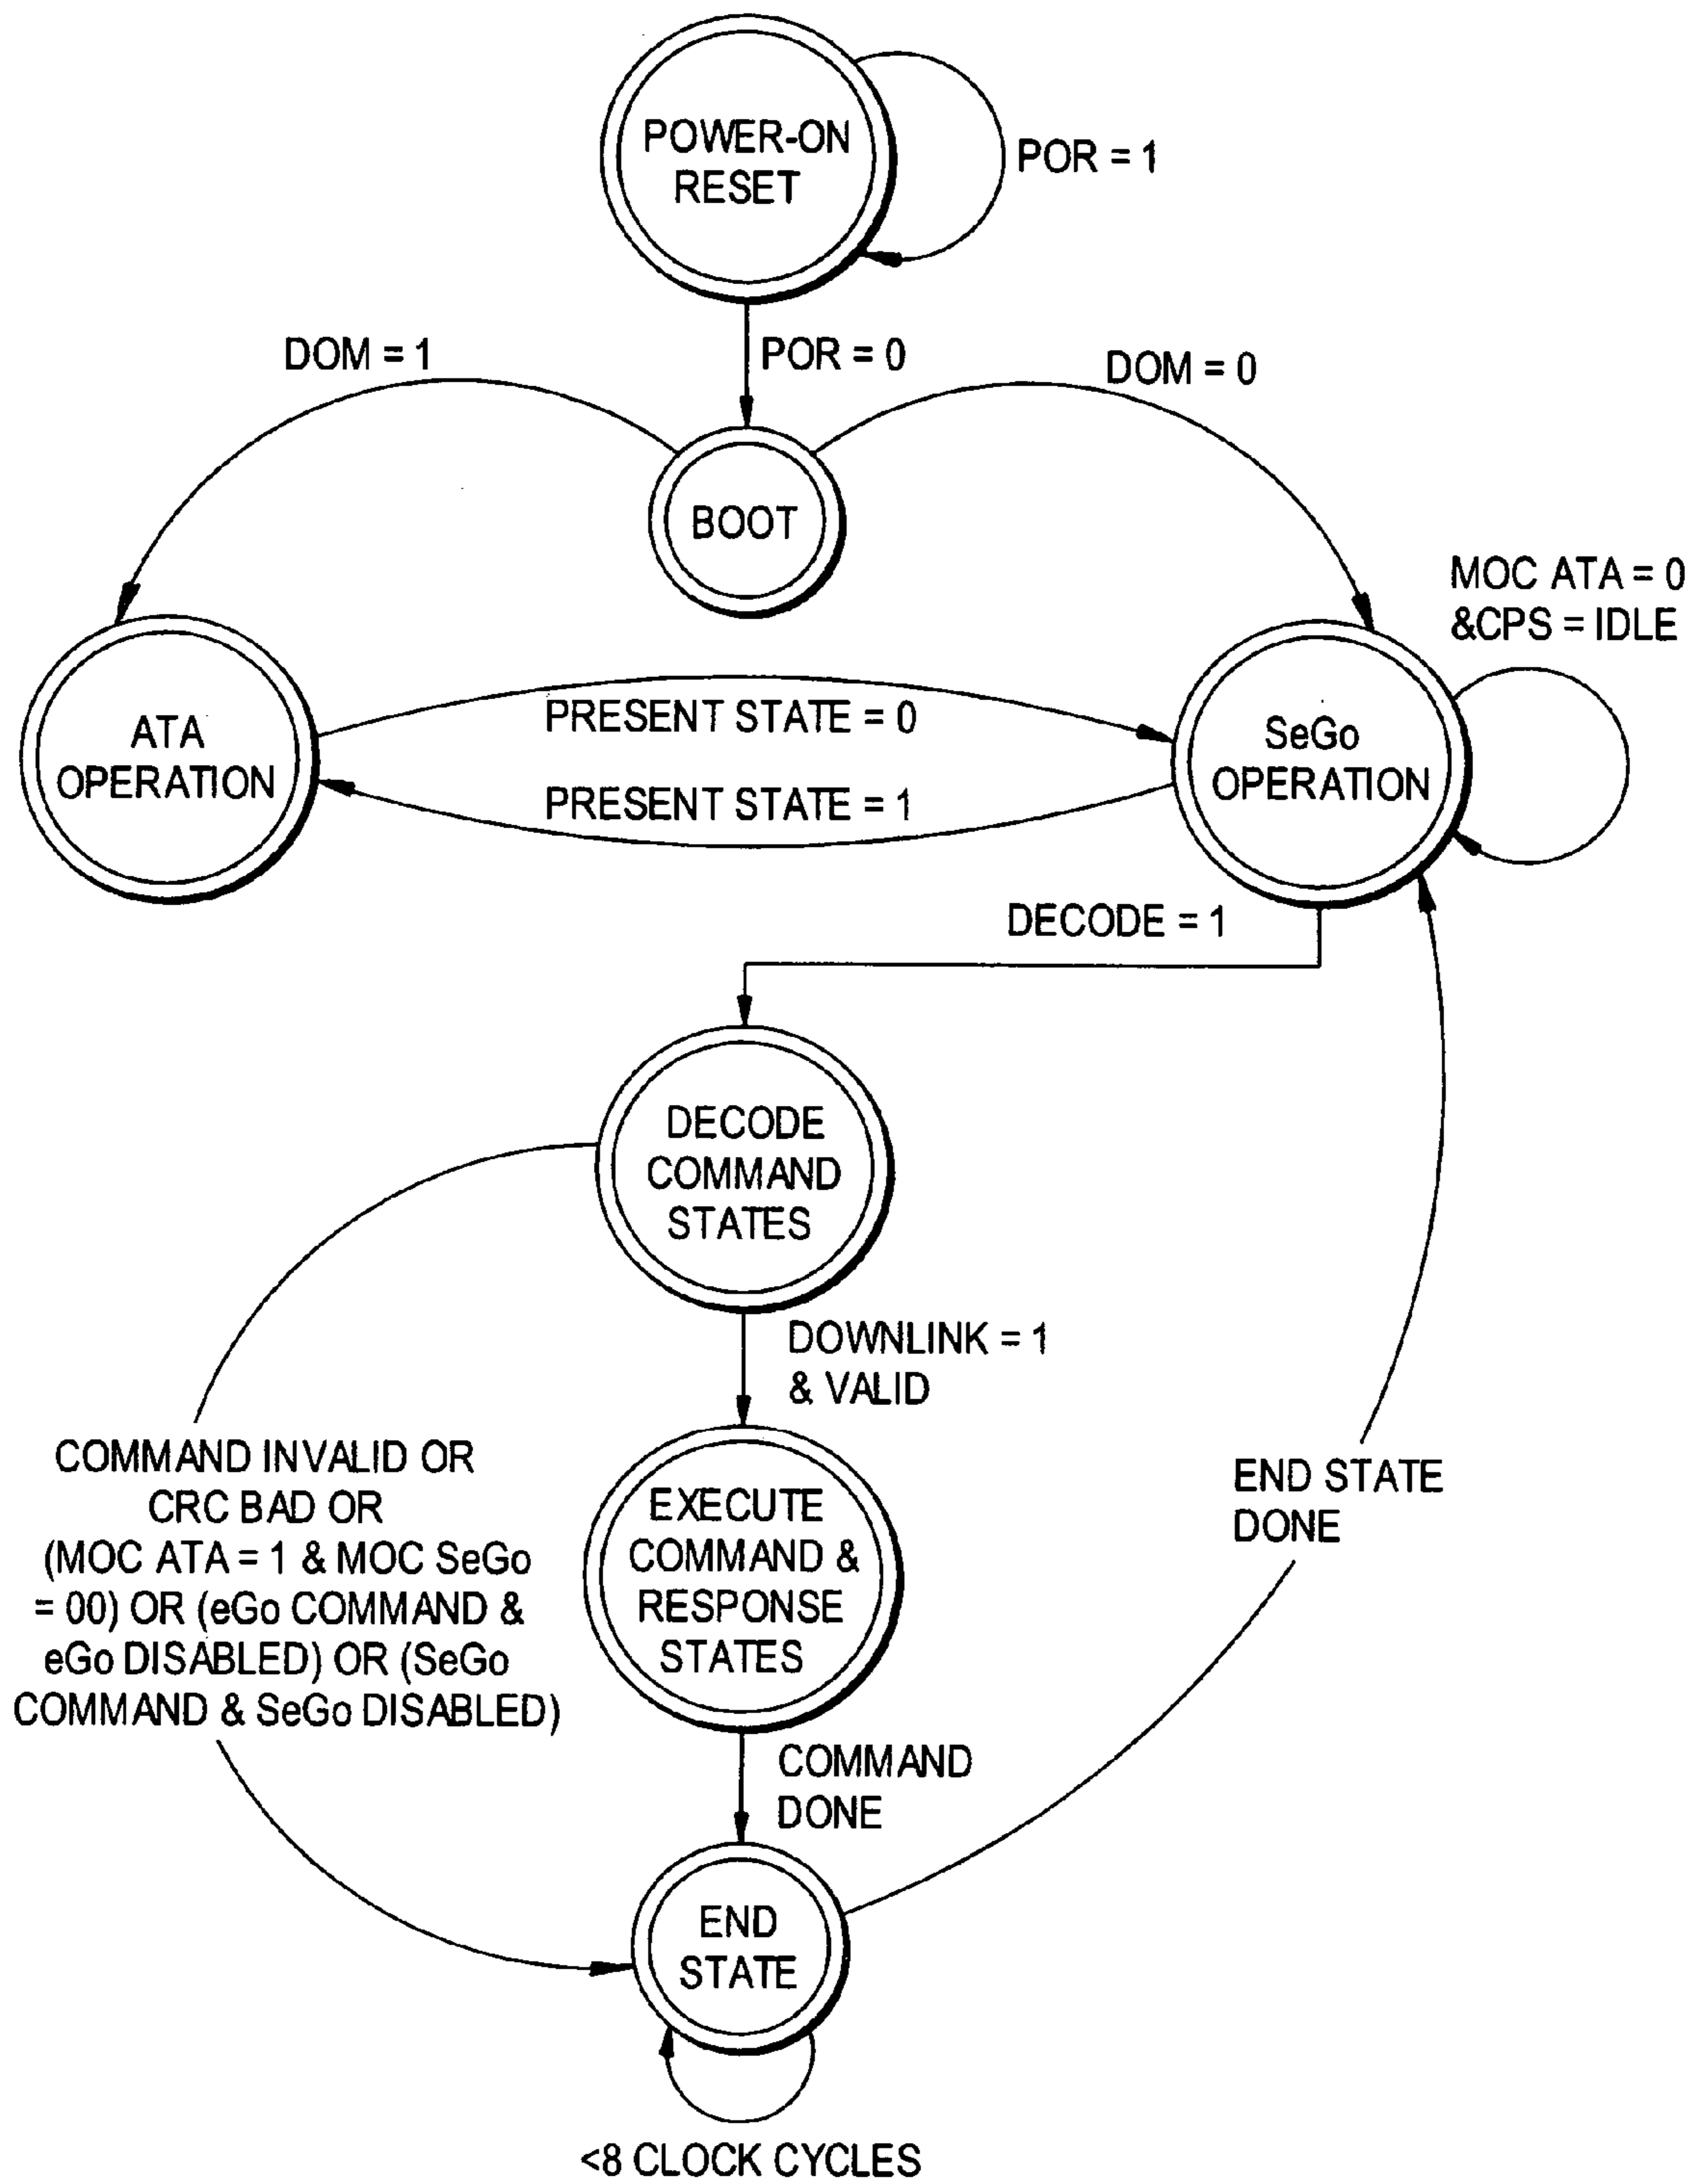 POWER-ON
RESET
POR = 1
DOM = 1
POR = 0
DOM = 0
BOOT
MOC ATA = 0
&CPS = IDLE
ATA
OPERATION
PRESENT STATE = 0
PRESENT STATE = 1
SeGo
OPERATION
DECODE = 1
DECODE
COMMAND
STATES
DOWNLINK = 1
& VALID
COMMAND INVALID OR
CRC BAD OR
(MOC ATA = 1 & MOC SeGo
= 00) OR (eGo COMMAND &
eGo DISABLED) OR (SeGo
COMMAND & SeGo DISABLED)
EXECUTE
COMMAND &
RESPONSE
STATES
END STATE
DONE
COMMAND
DONE
END
STATE
<8 CLOCK CYCLES